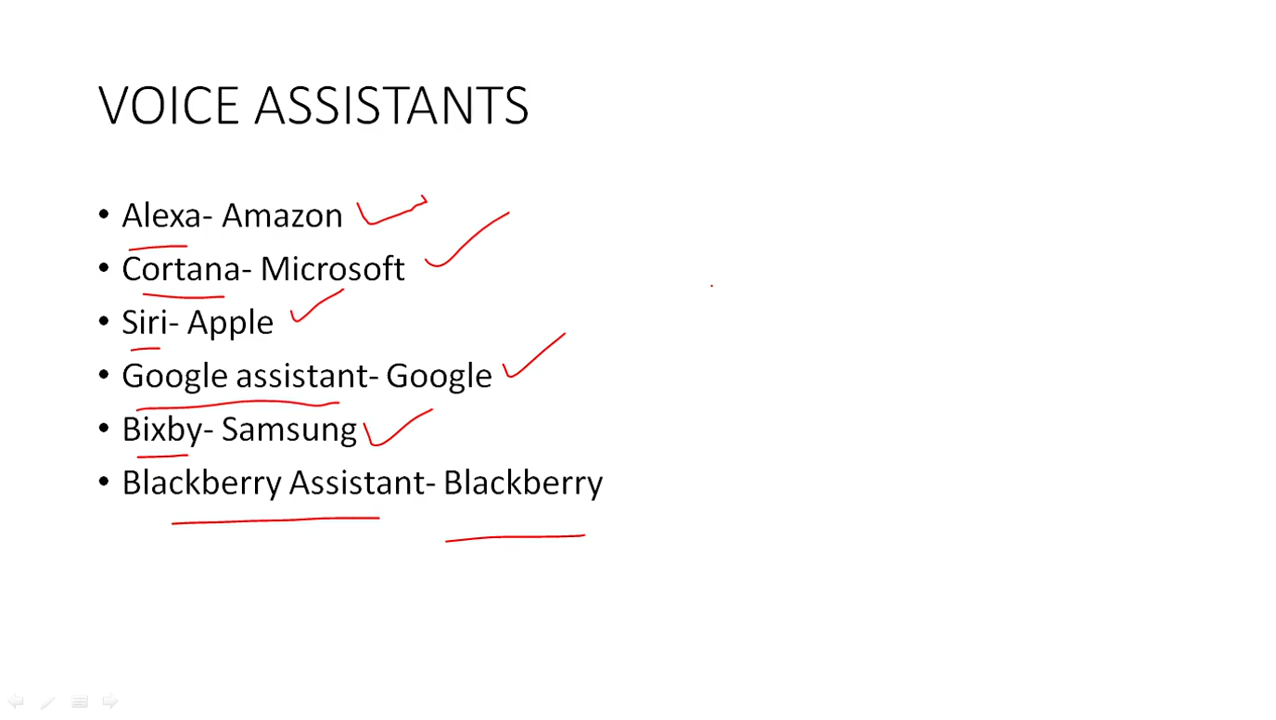 VOICE ASSISTANTS
• Alexa- Amazon
• Cortana- Microsoft
• Siri- Apple
• Google assistant- Google
• Bixby- Samsung
• Blackberry Assistant- Blackberry